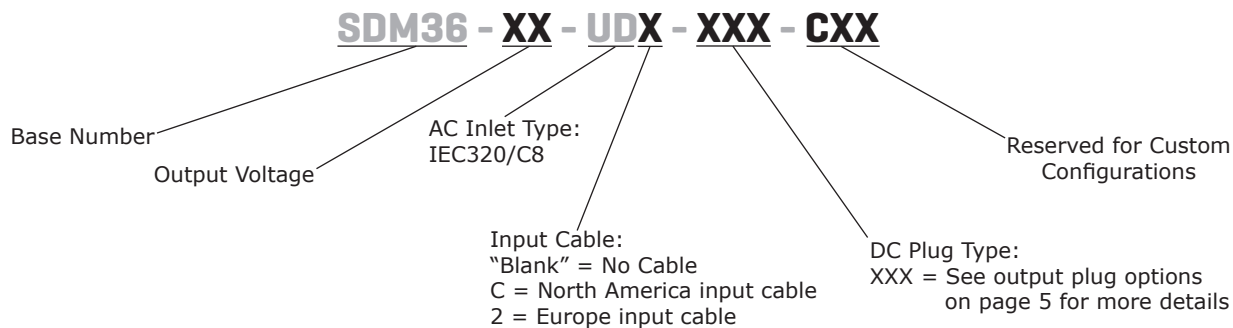 SDM36 - XX - UDX - XXX - CXX
Base Number
Output Voltage
AC Inlet Type:
IEC320/C8
Input Cable:
“Blank” = No Cable
C = North America input cable
2 = Europe input cable
DC Plug Type:
XXX = See output plug options
on page 5 for more details
Reserved for Custom
Configurations